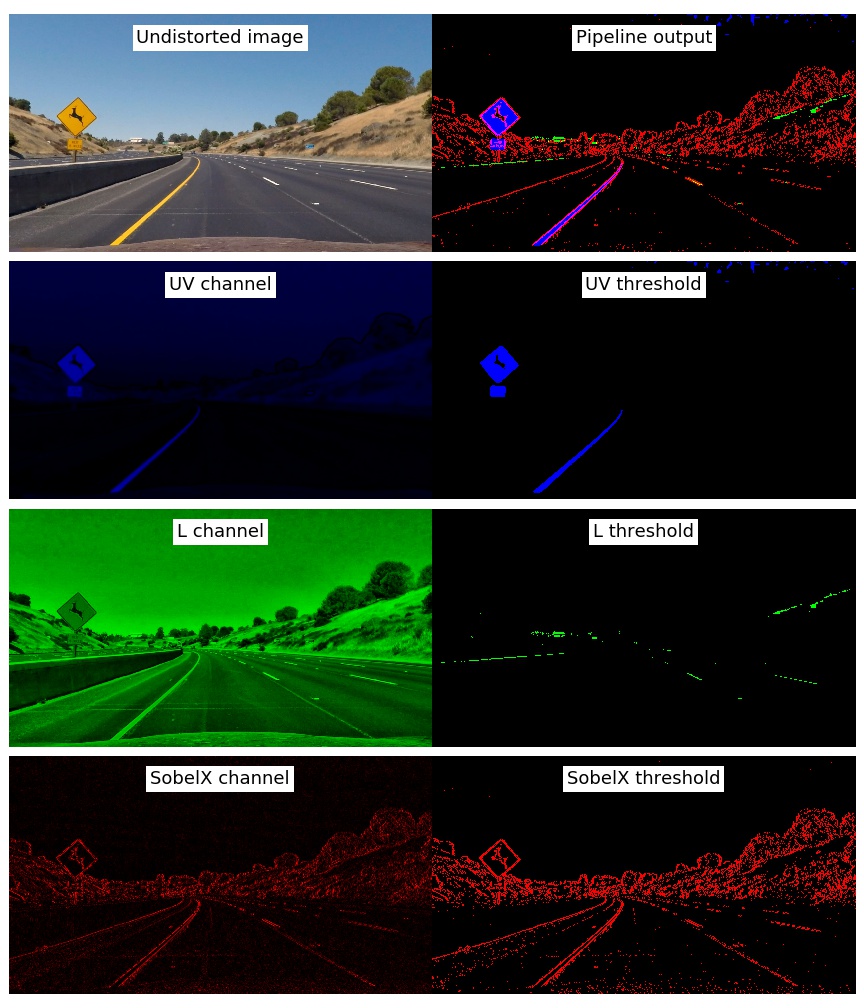 Undistorted image
Pipeline output
UV channel
UV threshold
L channel
L threshold
SobelX channel
SobelX threshold